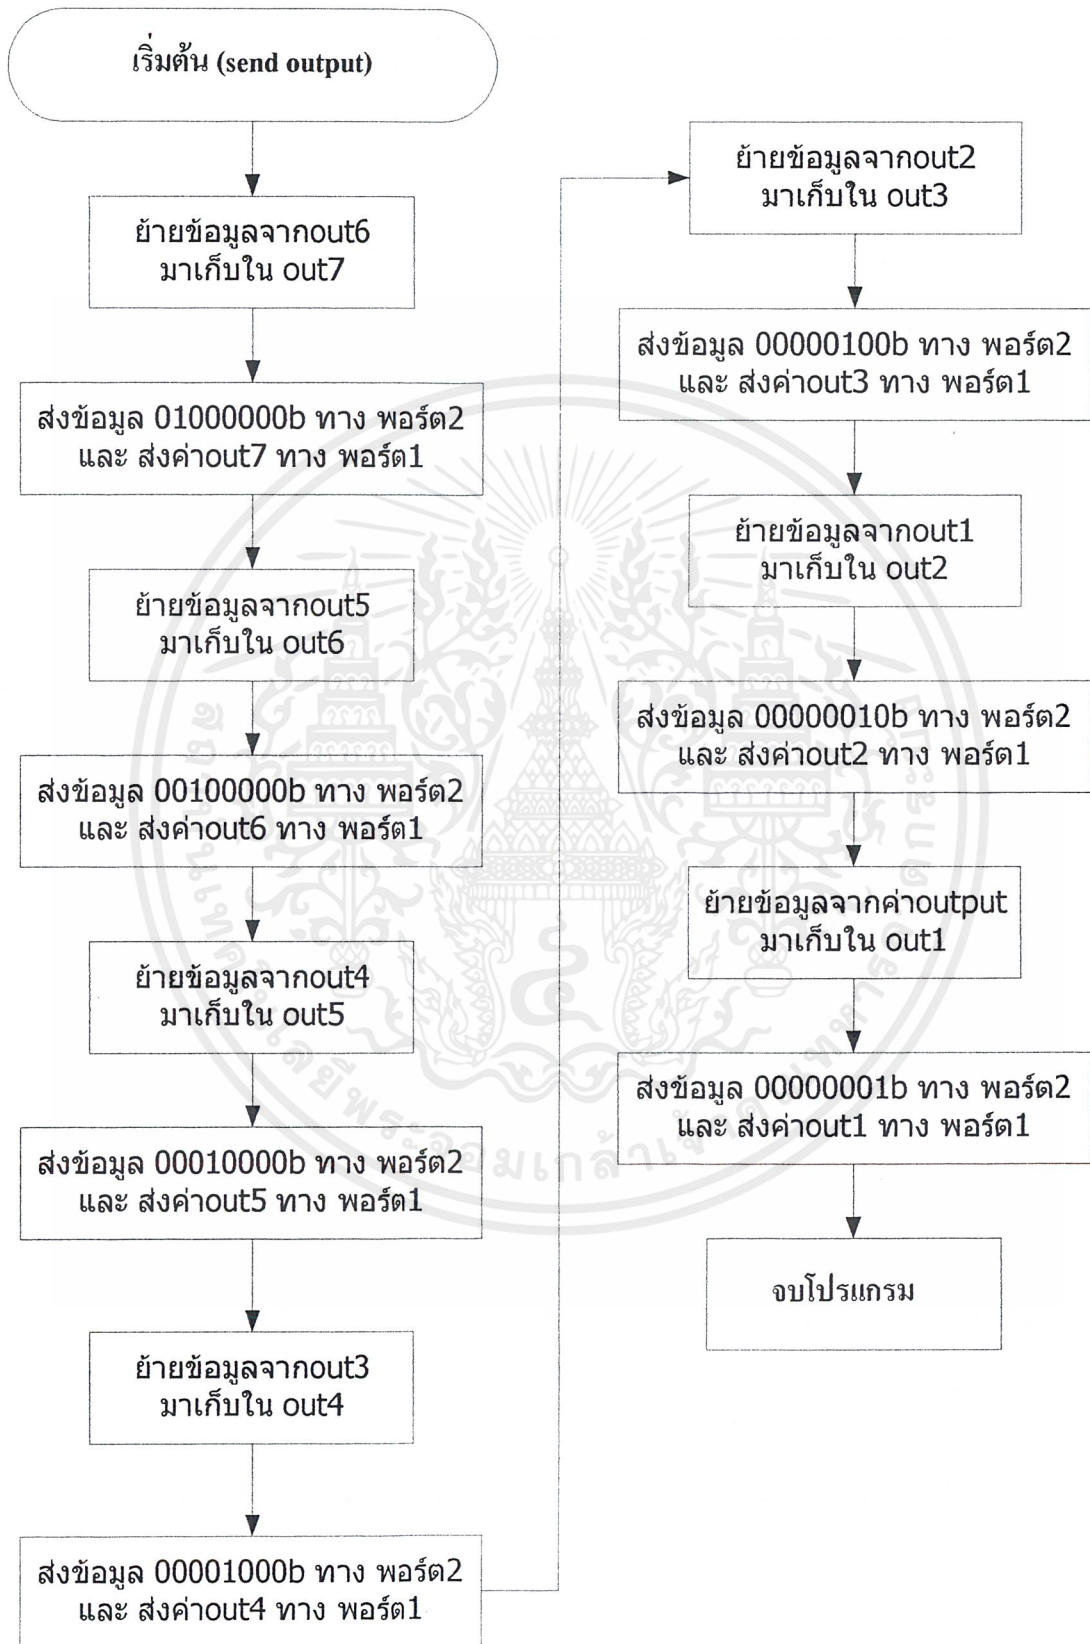 เริ่มต้น (send output)
ย้ายข้อมูลจากout6
มาเก็บใน out7
ส่งข้อมูล 01000000b ทาง พอร์ต2
และ ส่งค่าout7 ทาง พอร์ต1
ย้ายข้อมูลจากout5
มาเก็บใน out6
ส่งข้อมูล 00100000b ทาง พอร์ต2
และ ส่งค่าout6 ทาง พอร์ต1
ย้ายข้อมูลจากout4
มาเก็บใน out5
ส่งข้อมูล 00010000b ทาง พอร์ต2
และ ส่งค่าout5 ทาง พอร์ต1
ย้ายข้อมูลจากout3
มาเก็บใน out4
ส่งข้อมูล 00001000b ทาง พอร์ต2
และ ส่งค่าout4 ทาง พอร์ต1
ย้ายข้อมูลจากout2
มาเก็บใน out3
ส่งข้อมูล 00000100b ทาง พอร์ต2
และ ส่งค่าout3 ทาง พอร์ต1
ย้ายข้อมูลจากout1
มาเก็บใน out2
ส่งข้อมูล 00000010b ทาง พอร์ต2
และ ส่งค่าout2 ทาง พอร์ต1
ย้ายข้อมูลจากค่าoutput
มาเก็บใน out1
ส่งข้อมูล 00000001b ทาง พอร์ต2
และ ส่งค่าout1 ทาง พอร์ต1
จบโปรแกรม